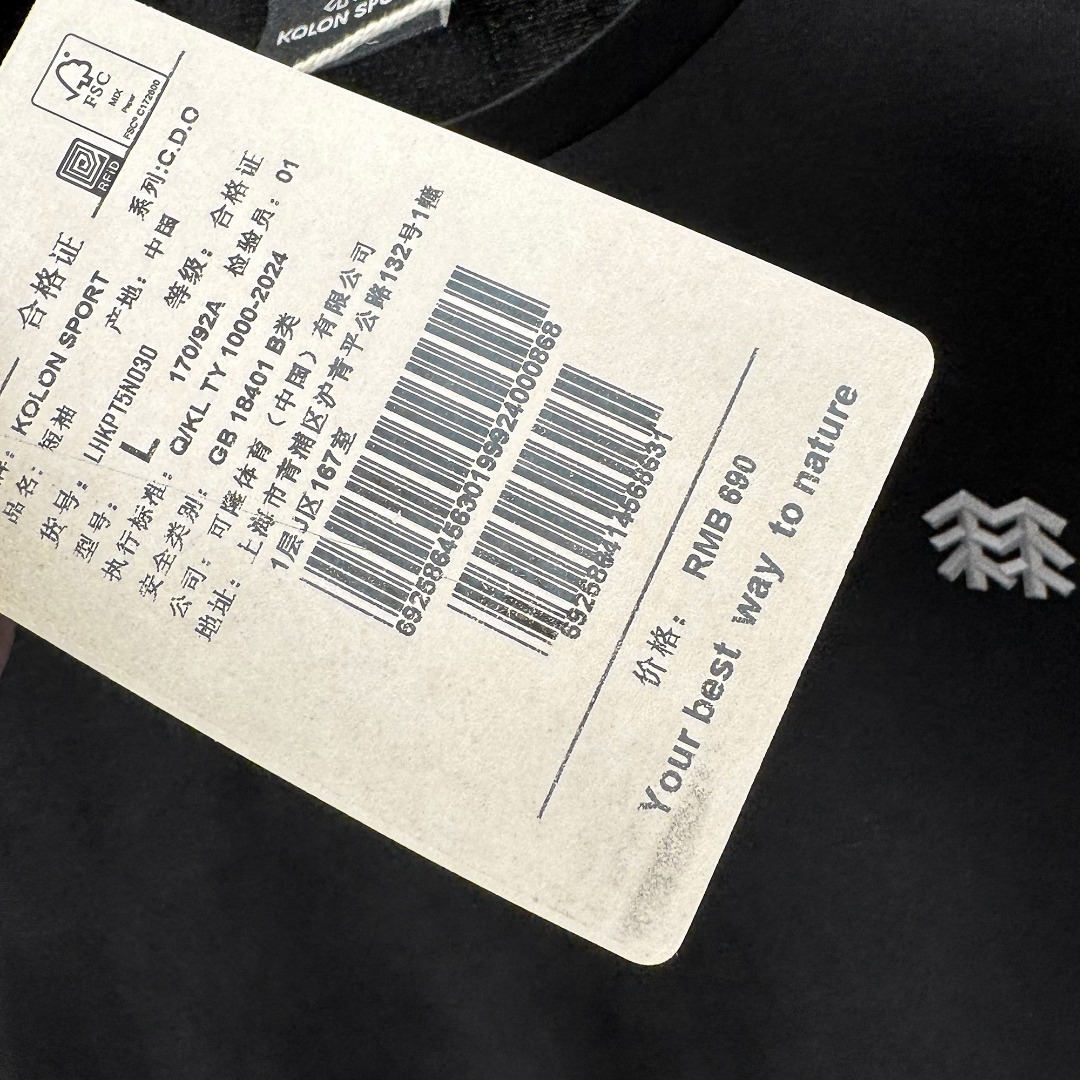 KOLON SPO
FSC
MIX
Paper
FSC® C172600
RFID
合格证
KOLON SPORT
系列:C.D.O
品名: 短袖
产地: 中国
货号: LHKPT5N030
等级: 合格证
型号: L 170/92A
检验员: 01
执行标准: Q/KL TY 1000-2024
安全类别: GB 18401 B类
公司: 可隆体育（中国）有限公司
地址: 上海市青浦区沪青平公路132号1幢
1层J区167室
价格: RMB 690
Your best way to nature